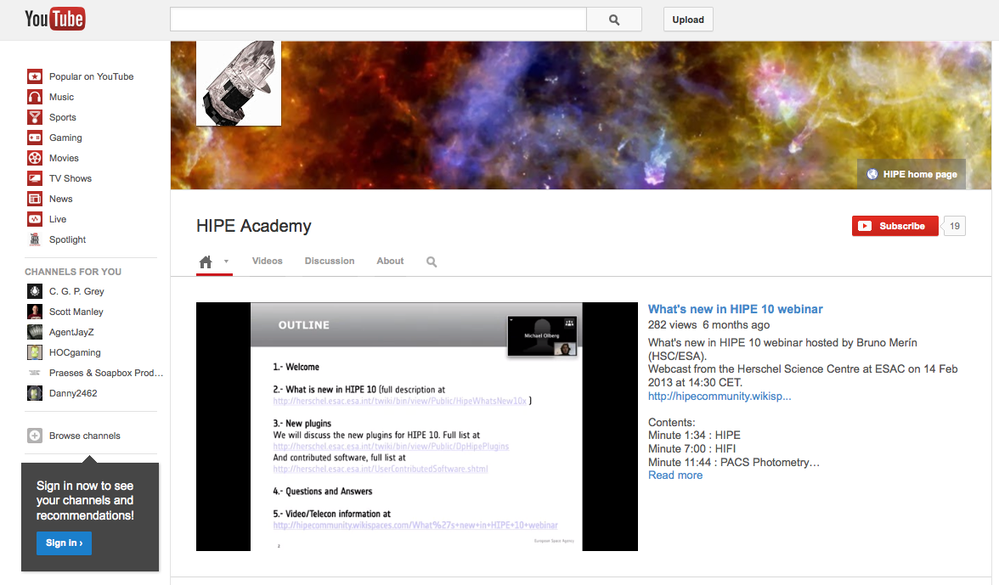 YouTube
Upload
Popular on YouTube
Music
Sports
Gaming
Movies
TV Shows
News
Live
Spotlight
CHANNELS FOR YOU
C. G. P. Grey
Scott Manley
AgentJayZ
HOCgaming
Praeses & Soapbox Prod...
Danny2462
Browse channels
Sign in now to see
your channels and
recommendations!
Sign in ›
HIPE home page
HIPE Academy
Subscribe 19
Videos Discussion About
OUTLINE
Michael Olberg
1.- Welcome
2.- What is new in HIPE 10 (full description at
http://herschel.esac.esa.int/twiki/bin/view/Public/HipeWhatsNew10x )
3.- New plugins
We will discuss the new plugins for HIPE 10. Full list at
http://herschel.esac.esa.int/twiki/bin/view/Public/DpHipePlugins
And contributed software, full list at
http://herschel.esac.esa.int/UserContributedSoftware.shtml
4.- Questions and Answers
5.- Video/Telecon information at
http://hipecommunity.wikispaces.com/What%27s+new+in+HIPE+10+webinar
European Space Agency
2
What's new in HIPE 10 webinar
282 views 6 months ago
What's new in HIPE 10 webinar hosted by Bruno Merín
(HSC/ESA).
Webcast from the Herschel Science Centre at ESAC on 14 Feb
2013 at 14:30 CET.
http://hipecommunity.wikisp...
Contents:
Minute 1:34 : HIPE
Minute 7:00 : HIFI
Minute 11:44 : PACS Photometry…
Read more